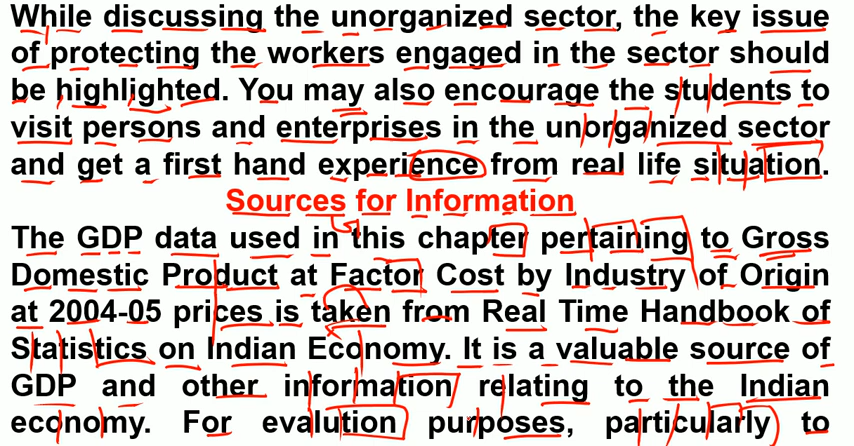 While discussing the unorganized sector, the key issue
of protecting the workers engaged in the sector should
be highlighted. You may also encourage the students to
visit persons and enterprises in the unorganized sector
and get a first hand experience from real life situation.
Sources for Information
The GDP data used in this chapter pertaining to Gross
Domestic Product at Factor Cost by Industry of Origin
at 2004-05 prices is taken from Real Time Handbook of
Statistics on Indian Economy. It is a valuable source of
GDP and other information relating to the Indian
economy. For evalution purposes, particularly to